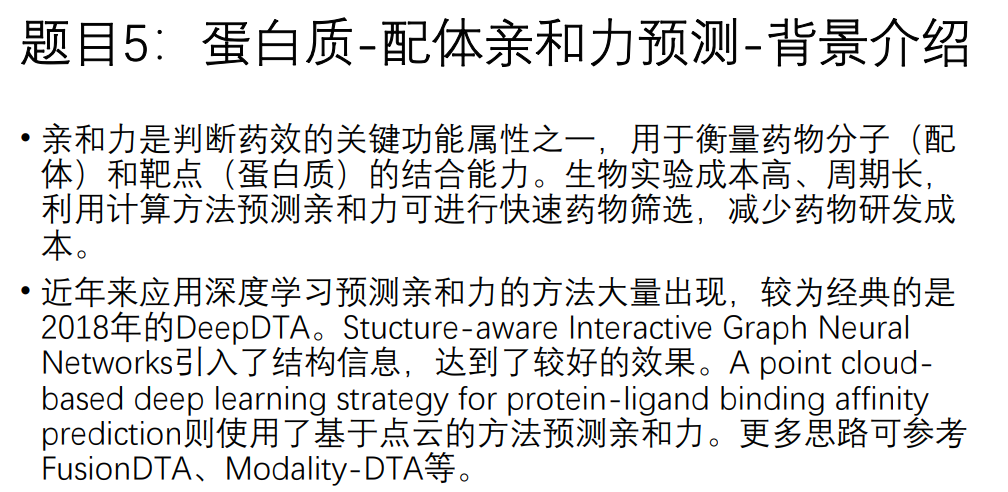 题目5：蛋白质-配体亲和力预测-背景介绍
• 亲和力是判断药效的关键功能属性之一，用于衡量药物分子（配
体）和靶点（蛋白质）的结合能力。生物实验成本高、周期长，
利用计算方法预测亲和力可进行快速药物筛选，减少药物研发成
本。
• 近年来应用深度学习预测亲和力的方法大量出现，较为经典的是
2018年的DeepDTA。Stucture-aware Interactive Graph Neural
Networks引入了结构信息，达到了较好的效果。A point cloud-
based deep learning strategy for protein-ligand binding affinity
prediction则使用了基于点云的方法预测亲和力。更多思路可参考
FusionDTA、Modality-DTA等。